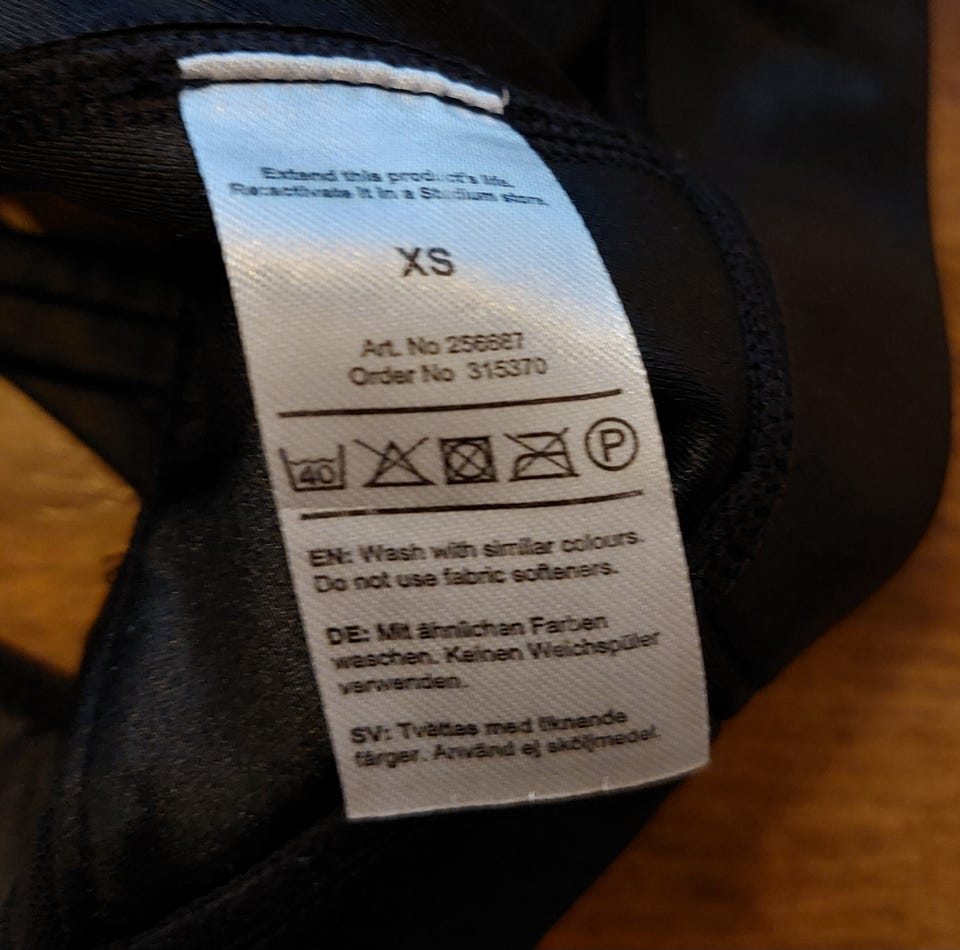 Extend this product's life.
Reactivate it in a Stadium store.
XS
Art. No 256687
Order No 315370
40
P
EN: Wash with similar colours.
Do not use fabric softeners.
DE: Mit ähnlichen Farben
waschen. Keinen Weichspüler
verwenden.
SV: Tvättas med liknande
färger. Använd ej sköljmedel.